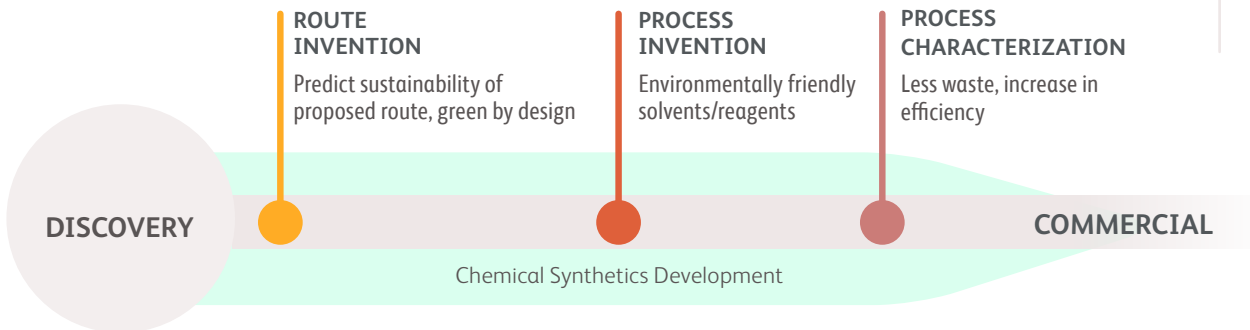 ROUTE
INVENTION
Predict sustainability of
proposed route, green by design
PROCESS
INVENTION
Environmentally friendly
solvents/reagents
PROCESS
CHARACTERIZATION
Less waste, increase in
efficiency
DISCOVERY
COMMERCIAL
Chemical Synthetics Development